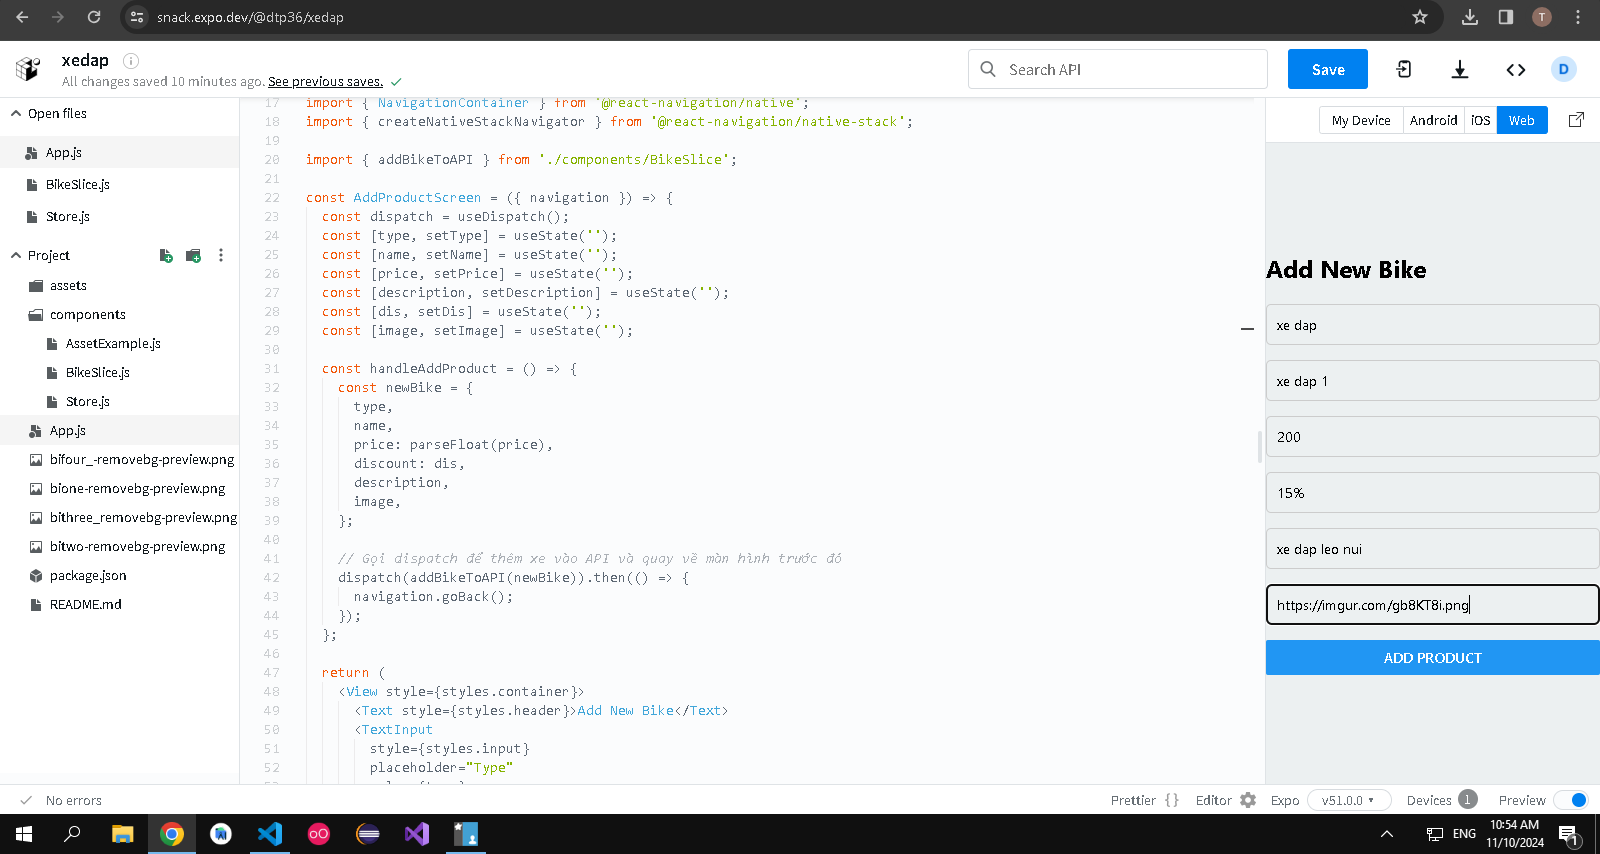 snack.expo.dev/@dtp36/xedap
T
xedap
All changes saved 10 minutes ago. See previous saves.
Search API
Save
D
Open files
App.js
BikeSlice.js
Store.js
Project
assets
components
AssetExample.js
BikeSlice.js
Store.js
App.js
bifour_-removebg-preview.png
bione-removebg-preview.png
bithree_removebg-preview.png
bitwo-removebg-preview.png
package.json
README.md
17 import { NavigationContainer } from '@react-navigation/native';
18 import { createNativeStackNavigator } from '@react-navigation/native-stack';
19
20 import { addBikeToAPI } from './components/BikeSlice';
21
22 const AddProductScreen = ({ navigation }) => {
23 const dispatch = useDispatch();
24 const [type, setType] = useState('');
25 const [name, setName] = useState('');
26 const [price, setPrice] = useState('');
27 const [description, setDescription] = useState('');
28 const [dis, setDis] = useState('');
29 const [image, setImage] = useState('');
30
31 const handleAddProduct = () => {
32 const newBike = {
33 type,
34 name,
35 price: parseFloat(price),
36 discount: dis,
37 description,
38 image,
39 };
40
41 // Gọi dispatch để thêm xe vào API và quay về màn hình trước đó
42 dispatch(addBikeToAPI(newBike)).then(() => {
43 navigation.goBack();
44 });
45 };
46
47 return (
48 <View style={styles.container}>
49 <Text style={styles.header}>Add New Bike</Text>
50 <TextInput
51 style={styles.input}
52 placeholder="Type"
My Device
Android
iOS
Web
Add New Bike
xe dap
xe dap 1
200
15%
xe dap leo nui
https://imgur.com/gb8KT8i.png
ADD PRODUCT
No errors
Prettier {}
Editor
Expo
v51.0.0
Devices 1
Preview
ENG
10:54 AM
11/10/2024
1